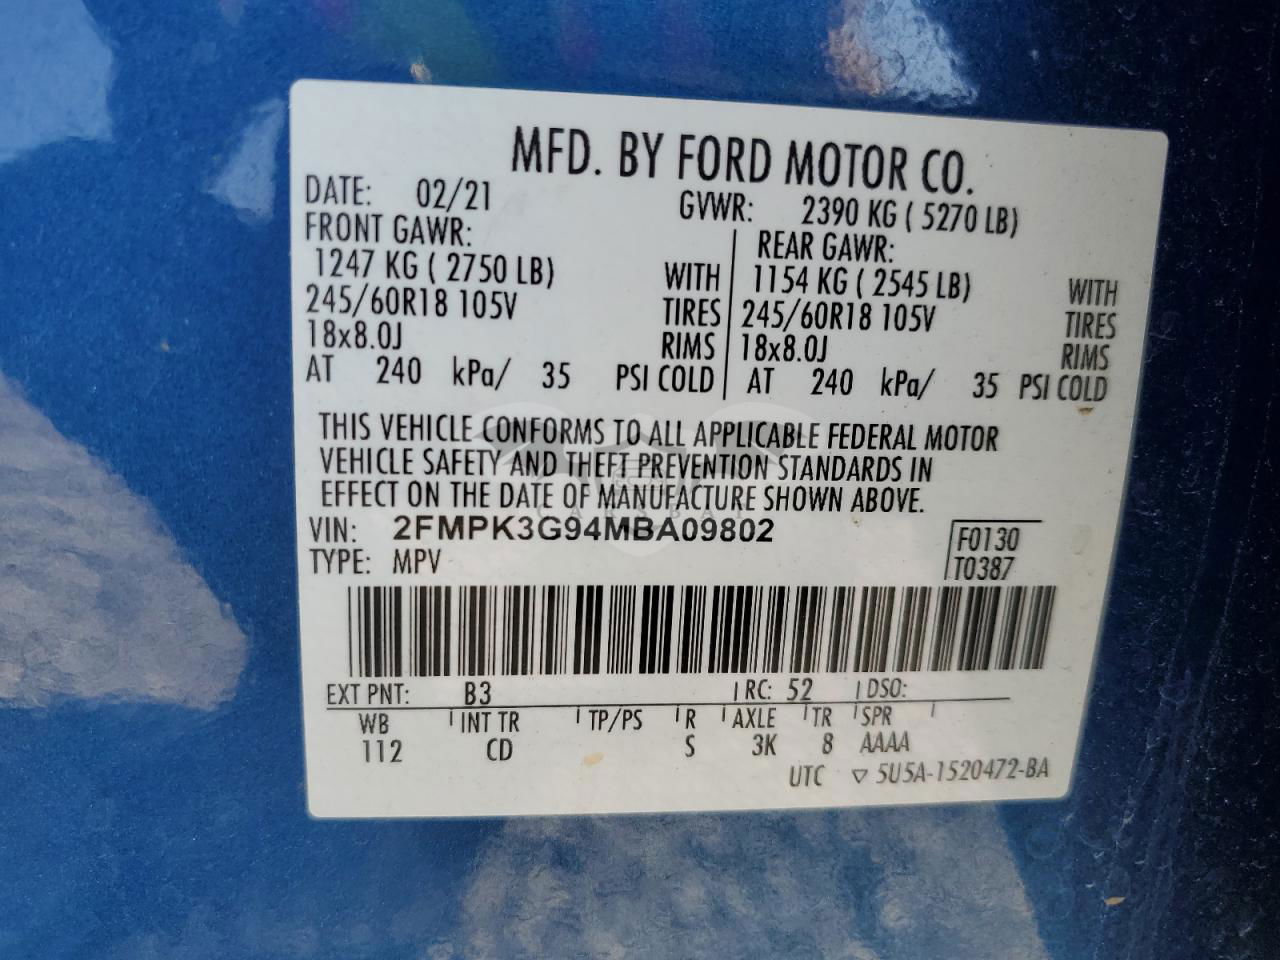 MFD. BY FORD MOTOR CO.
DATE: 02/21 GVWR: 2390 KG ( 5270 LB)
FRONT GAWR: REAR GAWR:
1247 KG ( 2750 LB) WITH 1154 KG ( 2545 LB) WITH
245/60R18 105V TIRES 245/60R18 105V TIRES
18x8.0J RIMS 18x8.0J RIMS
AT 240 kPa/ 35 PSI COLD AT 240 kPa/ 35 PSI COLD
THIS VEHICLE CONFORMS TO ALL APPLICABLE FEDERAL MOTOR
VEHICLE SAFETY AND THEFT PREVENTION STANDARDS IN
EFFECT ON THE DATE OF MANUFACTURE SHOWN ABOVE.
CARSBAT
VIN: 2FMPK3G94MBA09802 F0130
TYPE: MPV T0387
EXT PNT: B3 RC: 52 DSO:
WB INT TR TP/PS R AXLE TR SPR
112 CD S 3K 8 AAAA
UTC ▽ 5U5A-1520472-BA